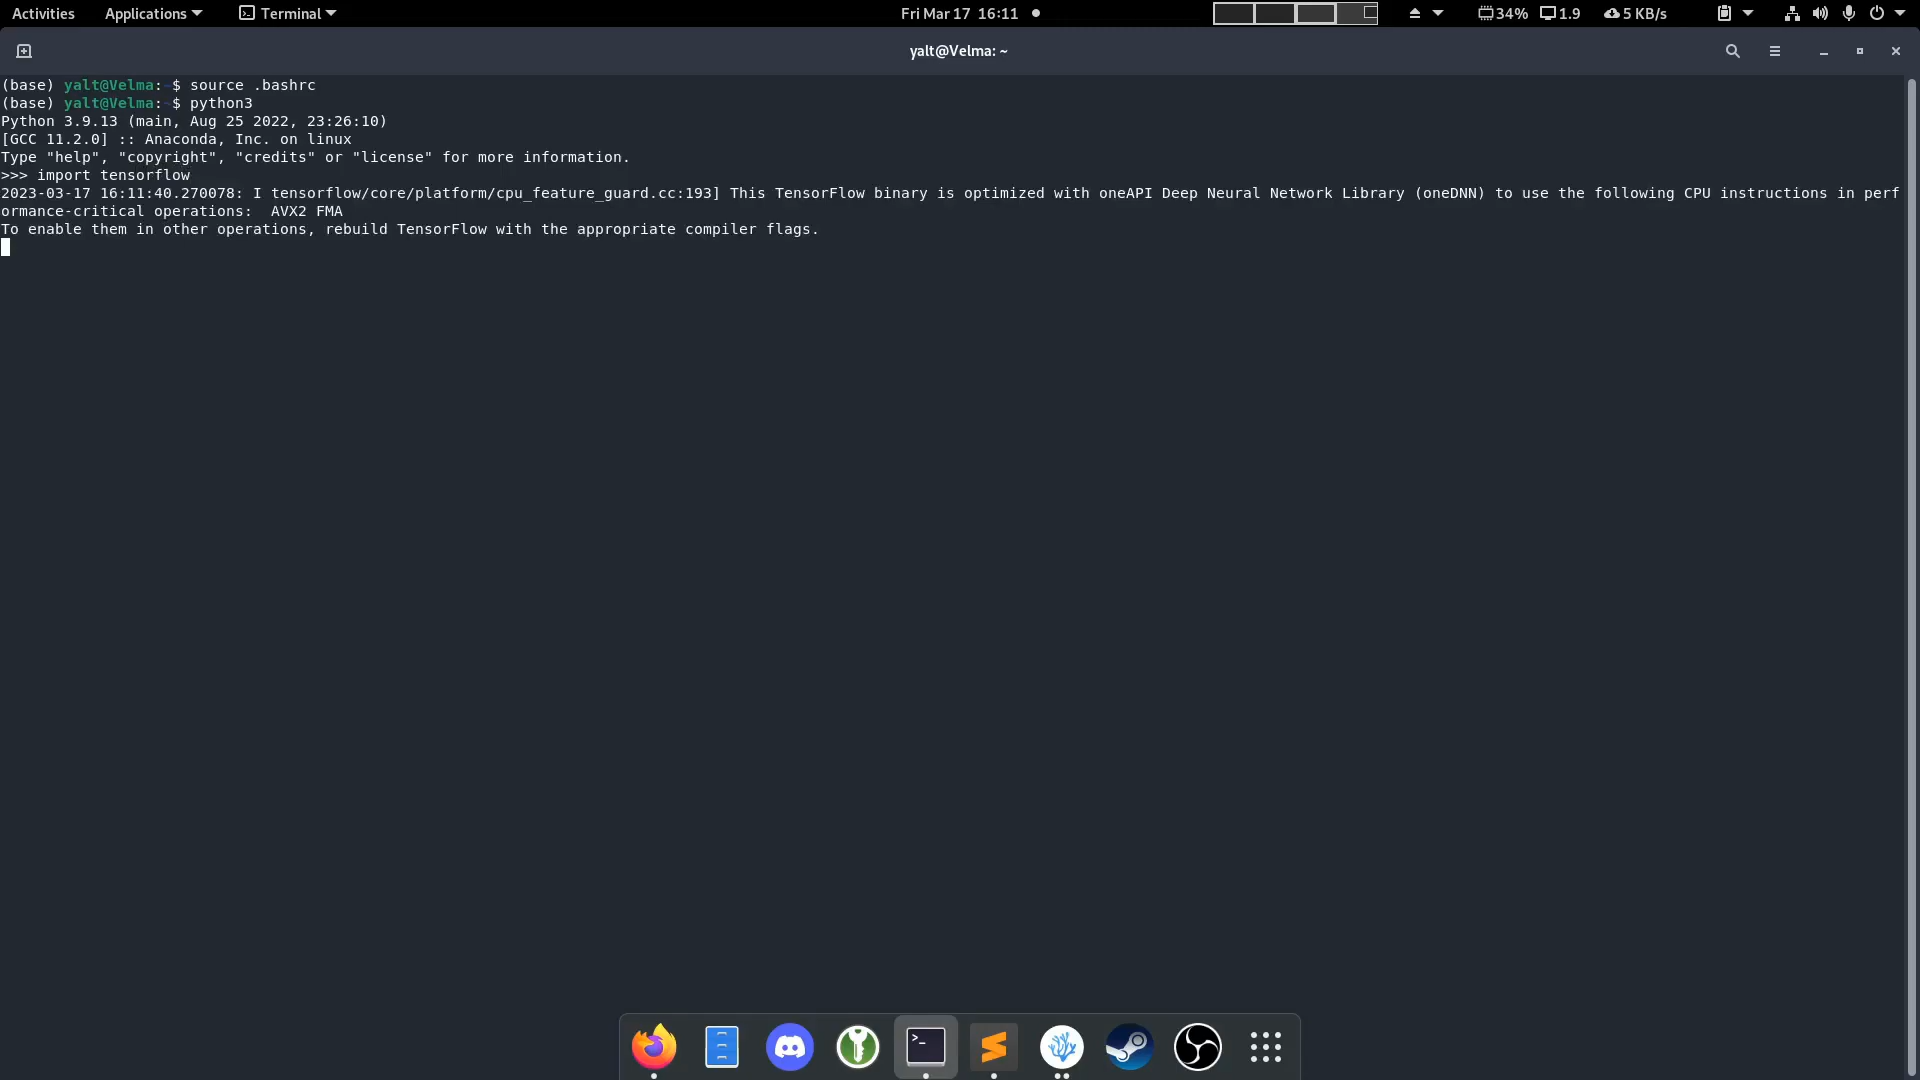 Activities Applications Terminal Fri Mar 17 16:11 34% 1.9 5 KB/s
yalt@Velma: ~
(base) yalt@Velma:~$ source .bashrc
(base) yalt@Velma:~$ python3
Python 3.9.13 (main, Aug 25 2022, 23:26:10)
[GCC 11.2.0] :: Anaconda, Inc. on linux
Type "help", "copyright", "credits" or "license" for more information.
>>> import tensorflow
2023-03-17 16:11:40.270078: I tensorflow/core/platform/cpu_feature_guard.cc:193] This TensorFlow binary is optimized with oneAPI Deep Neural Network Library (oneDNN) to use the following CPU instructions in perf
ormance-critical operations:  AVX2 FMA
To enable them in other operations, rebuild TensorFlow with the appropriate compiler flags.